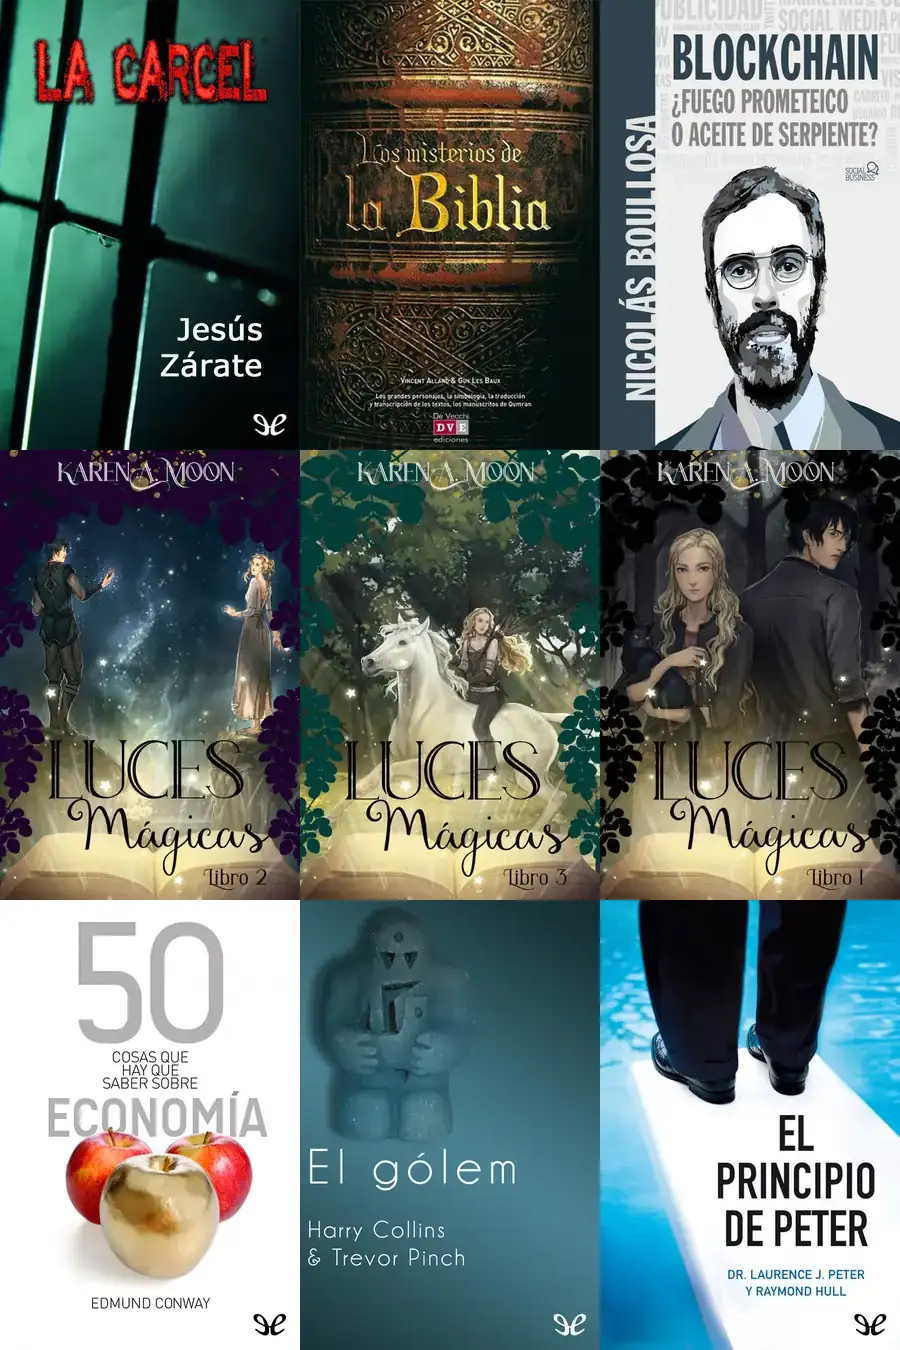 LA CARCEL
Jesús
Zárate
Los misterios de
la Biblia
VINCENT ALLARD & GUY LES BAUX
Los grandes personajes, la simbología, la traducción
y transcripción de los textos, los manuscritos de Qumran
De Vecchi
DVE
ediciones
PUBLICIDAD
SOCIAL MEDIA
BLOCKCHAIN
¿FUEGO PROMETEICO
O ACEITE DE SERPIENTE?
SOCIAL
BUSINESS
NICOLÁS BOULLOSA
KAREN A. MOON
LUCES
Mágicas
Libro 2
KAREN A. MOON
LUCES
Mágicas
Libro 3
KAREN A. MOON
LUCES
Mágicas
Libro 1
50
COSAS QUE
HAY QUE
SABER SOBRE
ECONOMÍA
EDMUND CONWAY
El gólem
Harry Collins
& Trevor Pinch
EL
PRINCIPIO
DE PETER
DR. LAURENCE J. PETER
Y RAYMOND HULL